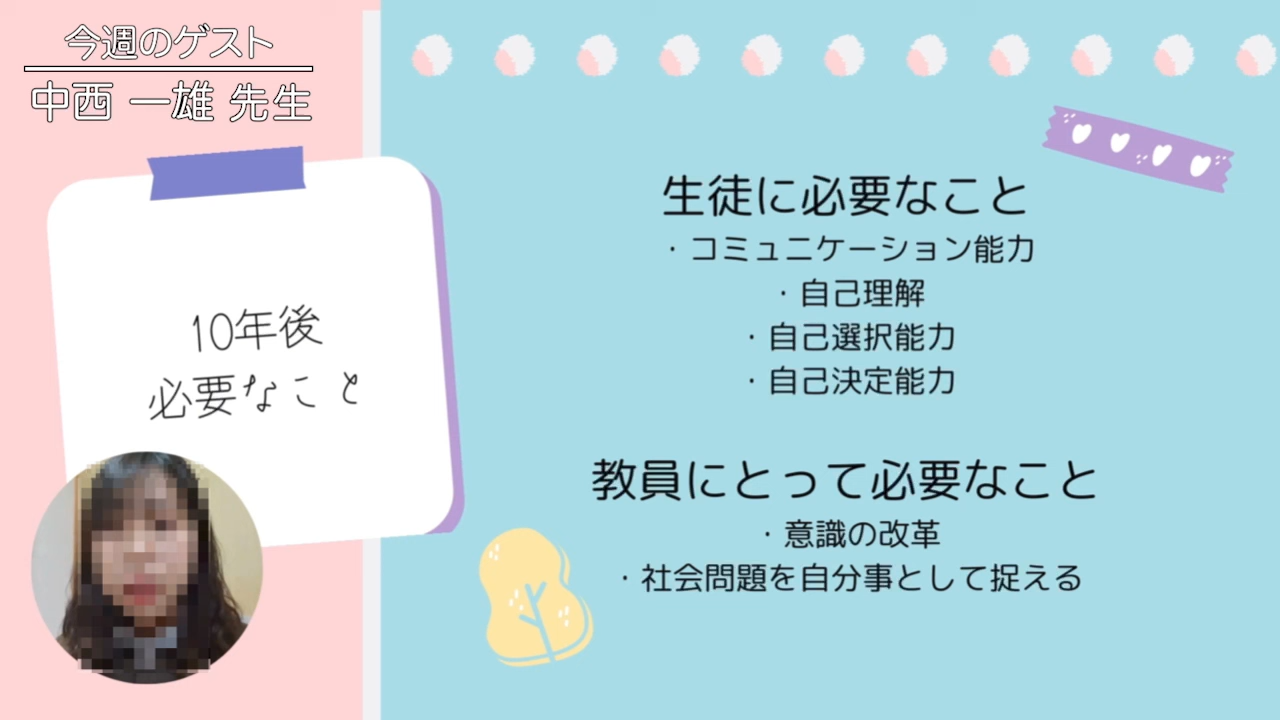 今週のゲスト
中西 一雄 先生
10年後
必要なこと
生徒に必要なこと
・コミュニケーション能力
・自己理解
・自己選択能力
・自己決定能力
教員にとって必要なこと
・意識の改革
・社会問題を自分事として捉える